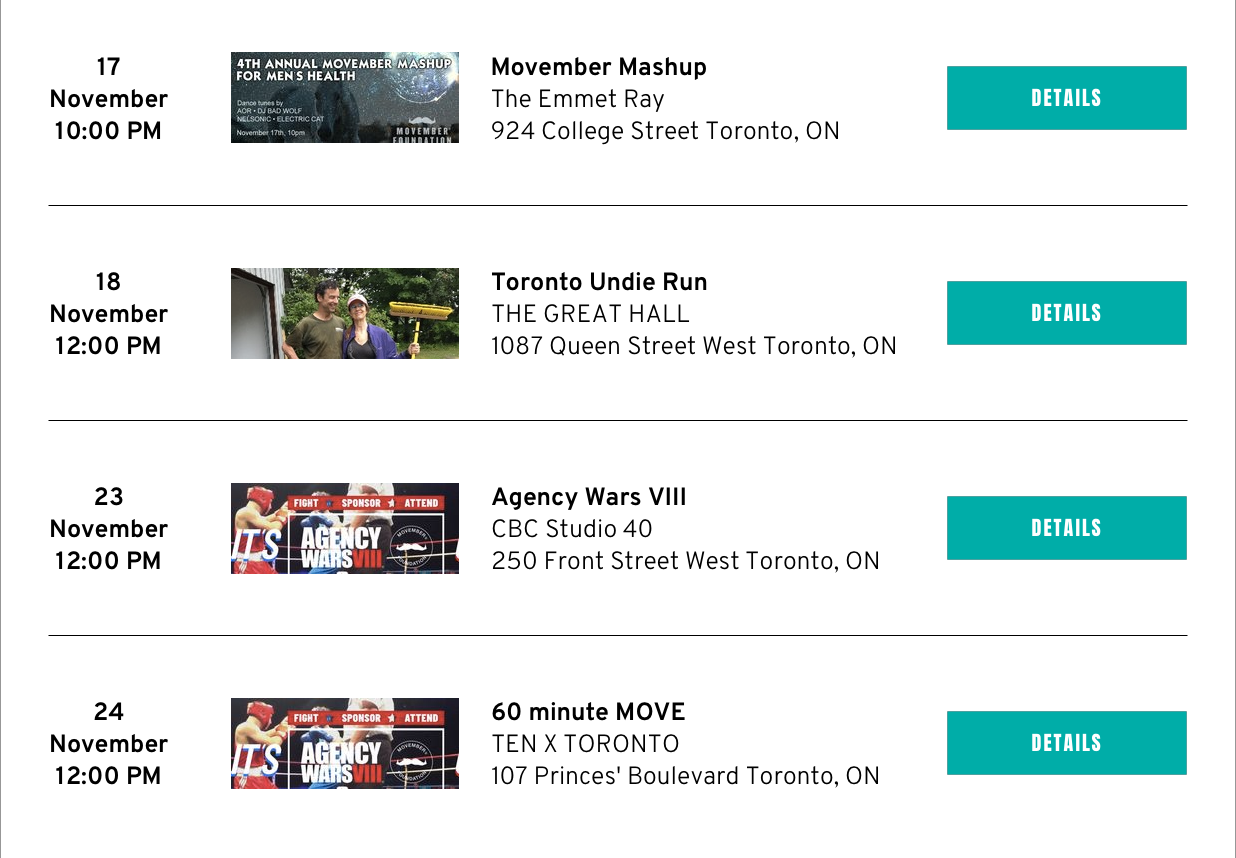 17
November
10:00 PM
4TH ANNUAL MOVEMBER MASHUP
FOR MEN'S HEALTH
Dance tunes by
AOR • DJ BAD WOLF
NELSONIC • ELECTRIC CAT
November 17th, 10pm
MOVEMBER
FOUNDATION
Movember Mashup
The Emmet Ray
924 College Street Toronto, ON
DETAILS
18
November
12:00 PM
Toronto Undie Run
THE GREAT HALL
1087 Queen Street West Toronto, ON
DETAILS
23
November
12:00 PM
FIGHT SPONSOR ATTEND
IT'S
AGENCY
WARSVIII
MOVEMBER
FOUNDATION
Agency Wars VIII
CBC Studio 40
250 Front Street West Toronto, ON
DETAILS
24
November
12:00 PM
FIGHT SPONSOR ATTEND
IT'S
AGENCY
WARSVIII
MOVEMBER
FOUNDATION
60 minute MOVE
TEN X TORONTO
107 Princes' Boulevard Toronto, ON
DETAILS